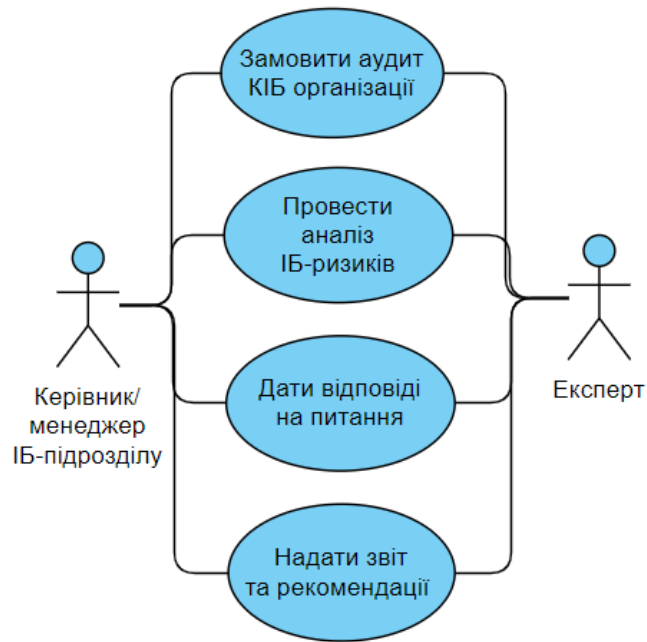 Замовити аудит
КІБ організації
Провести
аналіз
ІБ-ризиків
Керівник/
менеджер
ІБ-підрозділу
Експерт
Дати відповіді
на питання
Надати звіт
та рекомендації